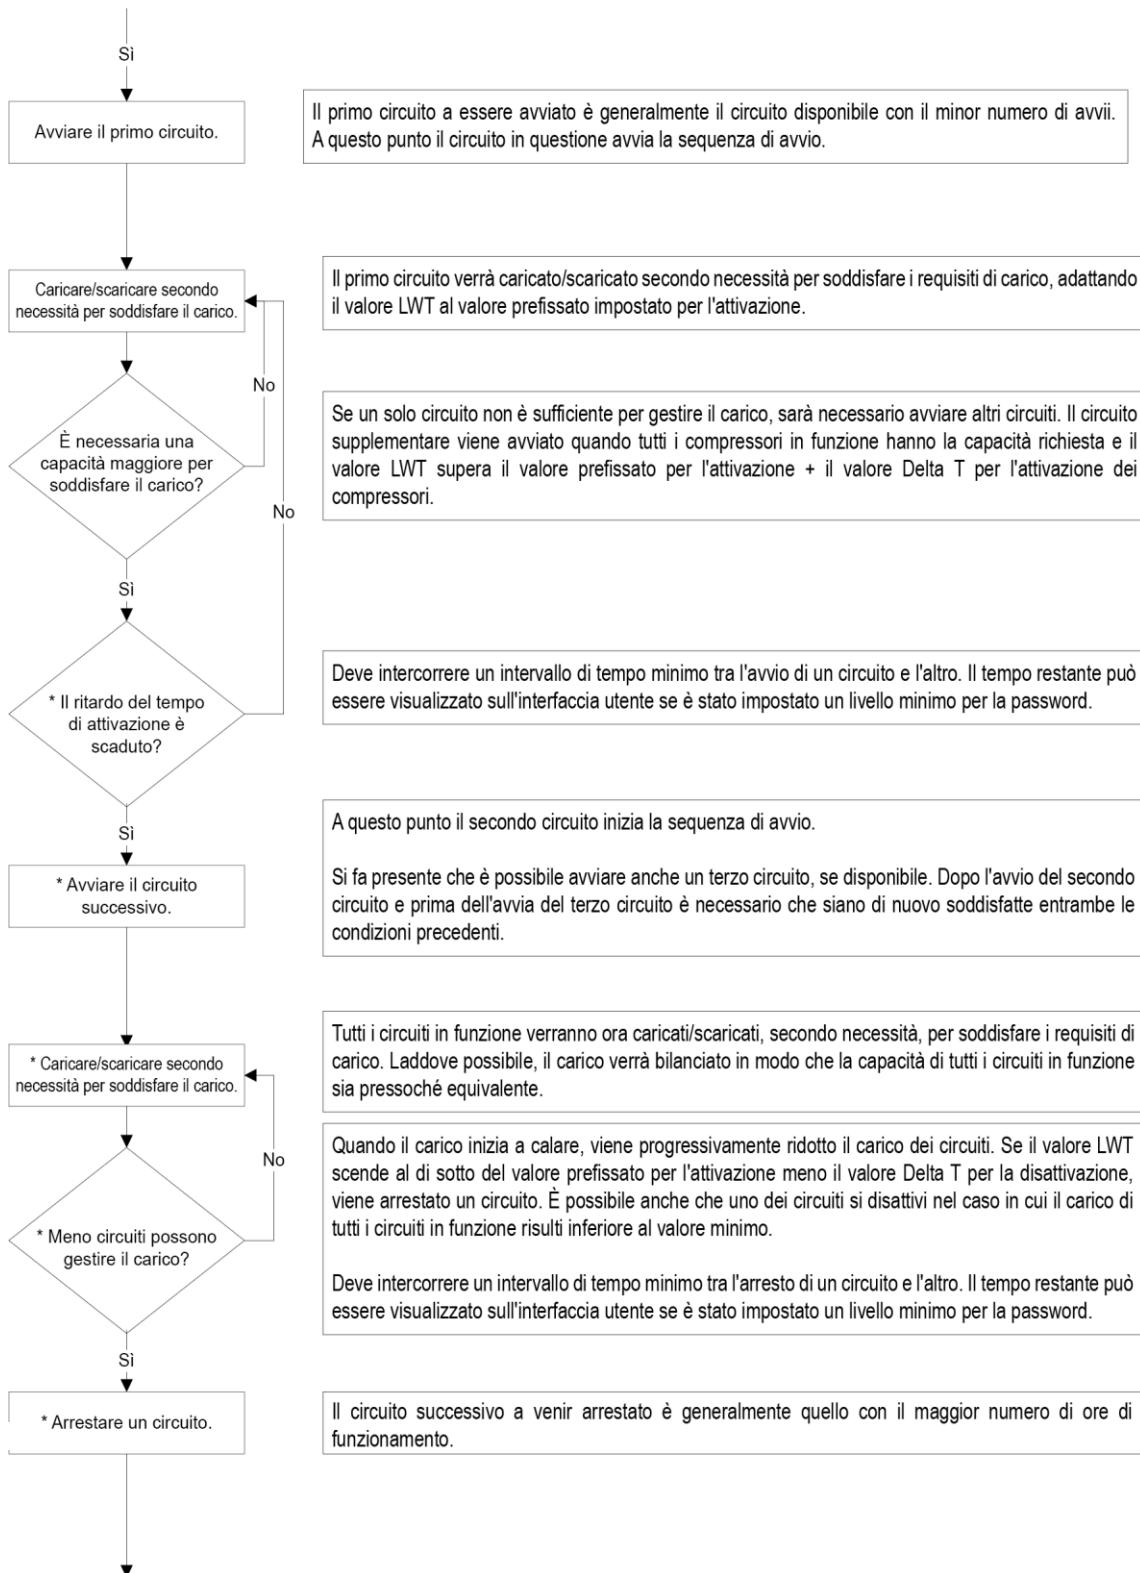 Sì
Avviare il primo circuito.
Il primo circuito a essere avviato è generalmente il circuito disponibile con il minor numero di avvii.
A questo punto il circuito in questione avvia la sequenza di avvio.
Caricare/scaricare secondo
necessità per soddisfare il carico.
Il primo circuito verrà caricato/scaricato secondo necessità per soddisfare i requisiti di carico, adattando
il valore LWT al valore prefissato impostato per l'attivazione.
No
È necessaria una
capacità maggiore per
soddisfare il carico?
Se un solo circuito non è sufficiente per gestire il carico, sarà necessario avviare altri circuiti. Il circuito
supplementare viene avviato quando tutti i compressori in funzione hanno la capacità richiesta e il
valore LWT supera il valore prefissato per l'attivazione + il valore Delta T per l'attivazione dei
compressori.
No
Sì
* Il ritardo del tempo
di attivazione è
scaduto?
Deve intercorrere un intervallo di tempo minimo tra l'avvio di un circuito e l'altro. Il tempo restante può
essere visualizzato sull'interfaccia utente se è stato impostato un livello minimo per la password.
Sì
* Avviare il circuito
successivo.
A questo punto il secondo circuito inizia la sequenza di avvio.
Si fa presente che è possibile avviare anche un terzo circuito, se disponibile. Dopo l'avvio del secondo
circuito e prima dell'avvia del terzo circuito è necessario che siano di nuovo soddisfatte entrambe le
condizioni precedenti.
* Caricare/scaricare secondo
necessità per soddisfare il carico.
Tutti i circuiti in funzione verranno ora caricati/scaricati, secondo necessità, per soddisfare i requisiti di
carico. Laddove possibile, il carico verrà bilanciato in modo che la capacità di tutti i circuiti in funzione
sia pressoché equivalente.
No
* Meno circuiti possono
gestire il carico?
Quando il carico inizia a calare, viene progressivamente ridotto il carico dei circuiti. Se il valore LWT
scende al di sotto del valore prefissato per l'attivazione meno il valore Delta T per la disattivazione,
viene arrestato un circuito. È possibile anche che uno dei circuiti si disattivi nel caso in cui il carico di
tutti i circuiti in funzione risulti inferiore al valore minimo.
Deve intercorrere un intervallo di tempo minimo tra l'arresto di un circuito e l'altro. Il tempo restante può
essere visualizzato sull'interfaccia utente se è stato impostato un livello minimo per la password.
Sì
* Arrestare un circuito.
Il circuito successivo a venir arrestato è generalmente quello con il maggior numero di ore di
funzionamento.